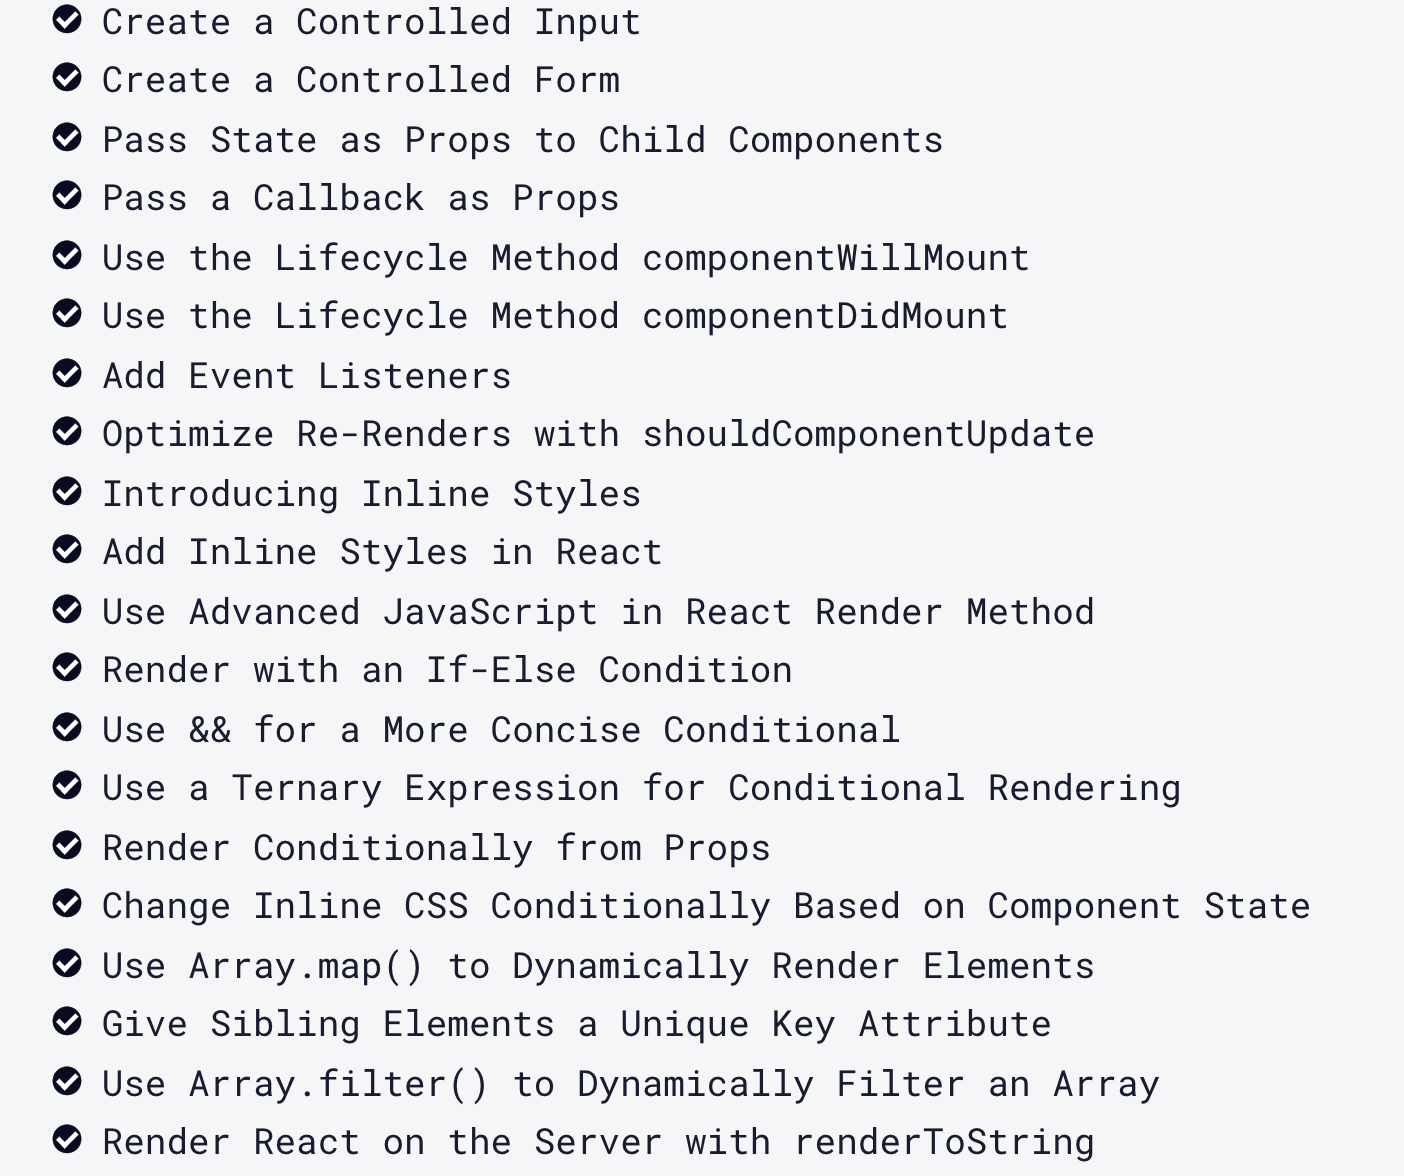 Create a Controlled Input
Create a Controlled Form
Pass State as Props to Child Components
Pass a Callback as Props
Use the Lifecycle Method componentWillMount
Use the Lifecycle Method componentDidMount
Add Event Listeners
Optimize Re-Renders with shouldComponentUpdate
Introducing Inline Styles
Add Inline Styles in React
Use Advanced JavaScript in React Render Method
Render with an If-Else Condition
Use && for a More Concise Conditional
Use a Ternary Expression for Conditional Rendering
Render Conditionally from Props
Change Inline CSS Conditionally Based on Component State
Use Array.map() to Dynamically Render Elements
Give Sibling Elements a Unique Key Attribute
Use Array.filter() to Dynamically Filter an Array
Render React on the Server with renderToString